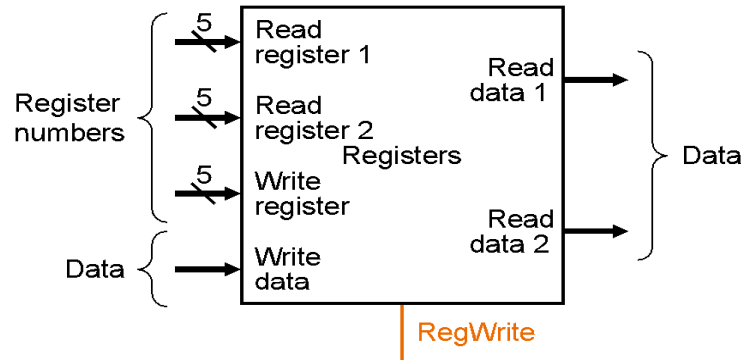 5
Read
register 1
5
Read
register 2
5
Write
register
Write
data
Register
numbers
Data
Registers
Read
data 1
Read
data 2
Data
RegWrite